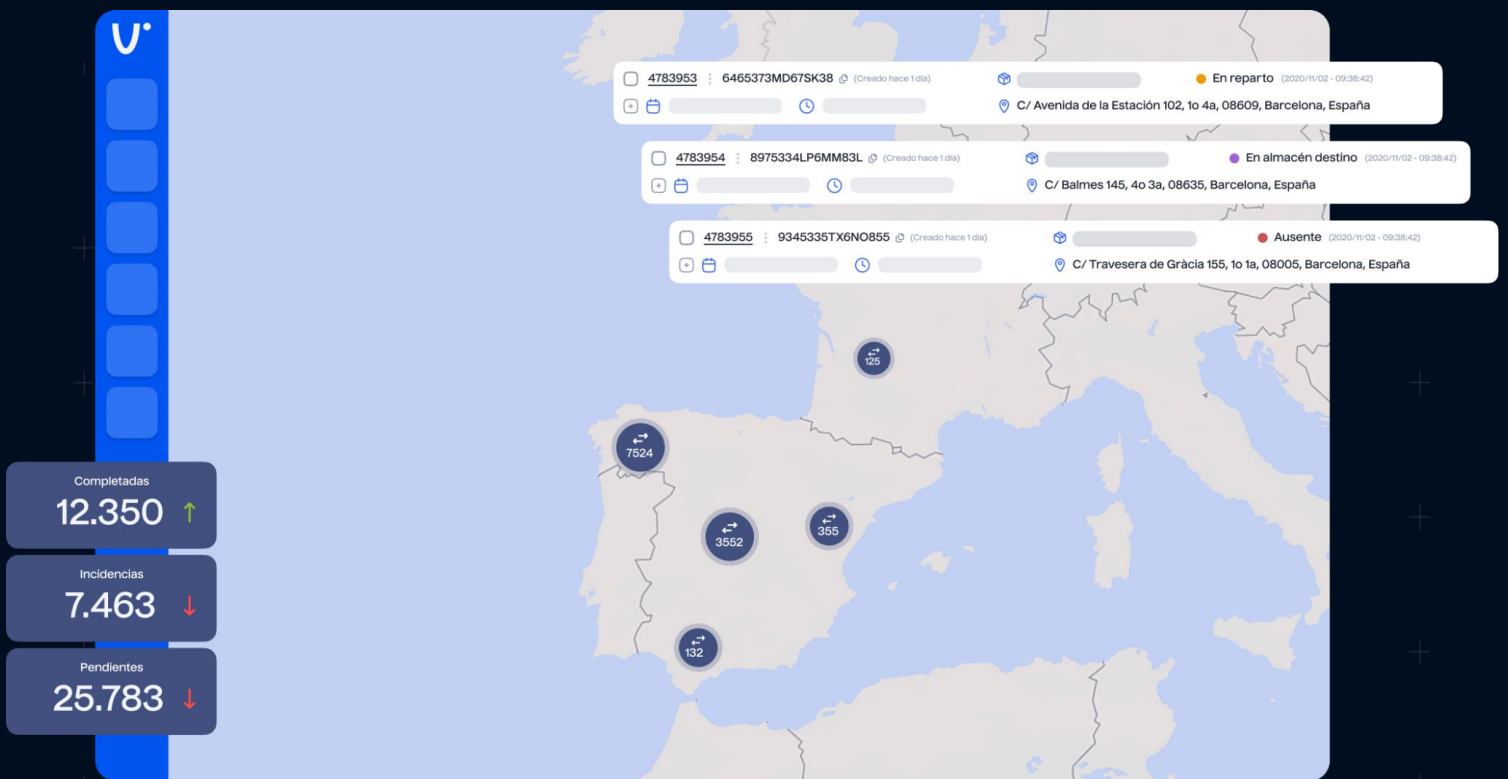 4783953 6465373MD67SK38 (Creado hace 1 día) En reparto (2020/11/02 - 09:38:42)
C/ Avenida de la Estación 102, 1o 4a, 08609, Barcelona, España
4783954 8975334LP6MM83L (Creado hace 1 día) En almacén destino (2020/11/02 - 09:38:42)
C/ Balmes 145, 4o 3a, 08635, Barcelona, España
4783955 9345335TX6NO855 (Creado hace 1 día) Ausente (2020/11/02 - 09:38:42)
C/ Travesera de Gràcia 155, 1o 1a, 08005, Barcelona, España
125
7524
3552
355
132
Completadas
12.350
Incidencias
7.463
Pendientes
25.783